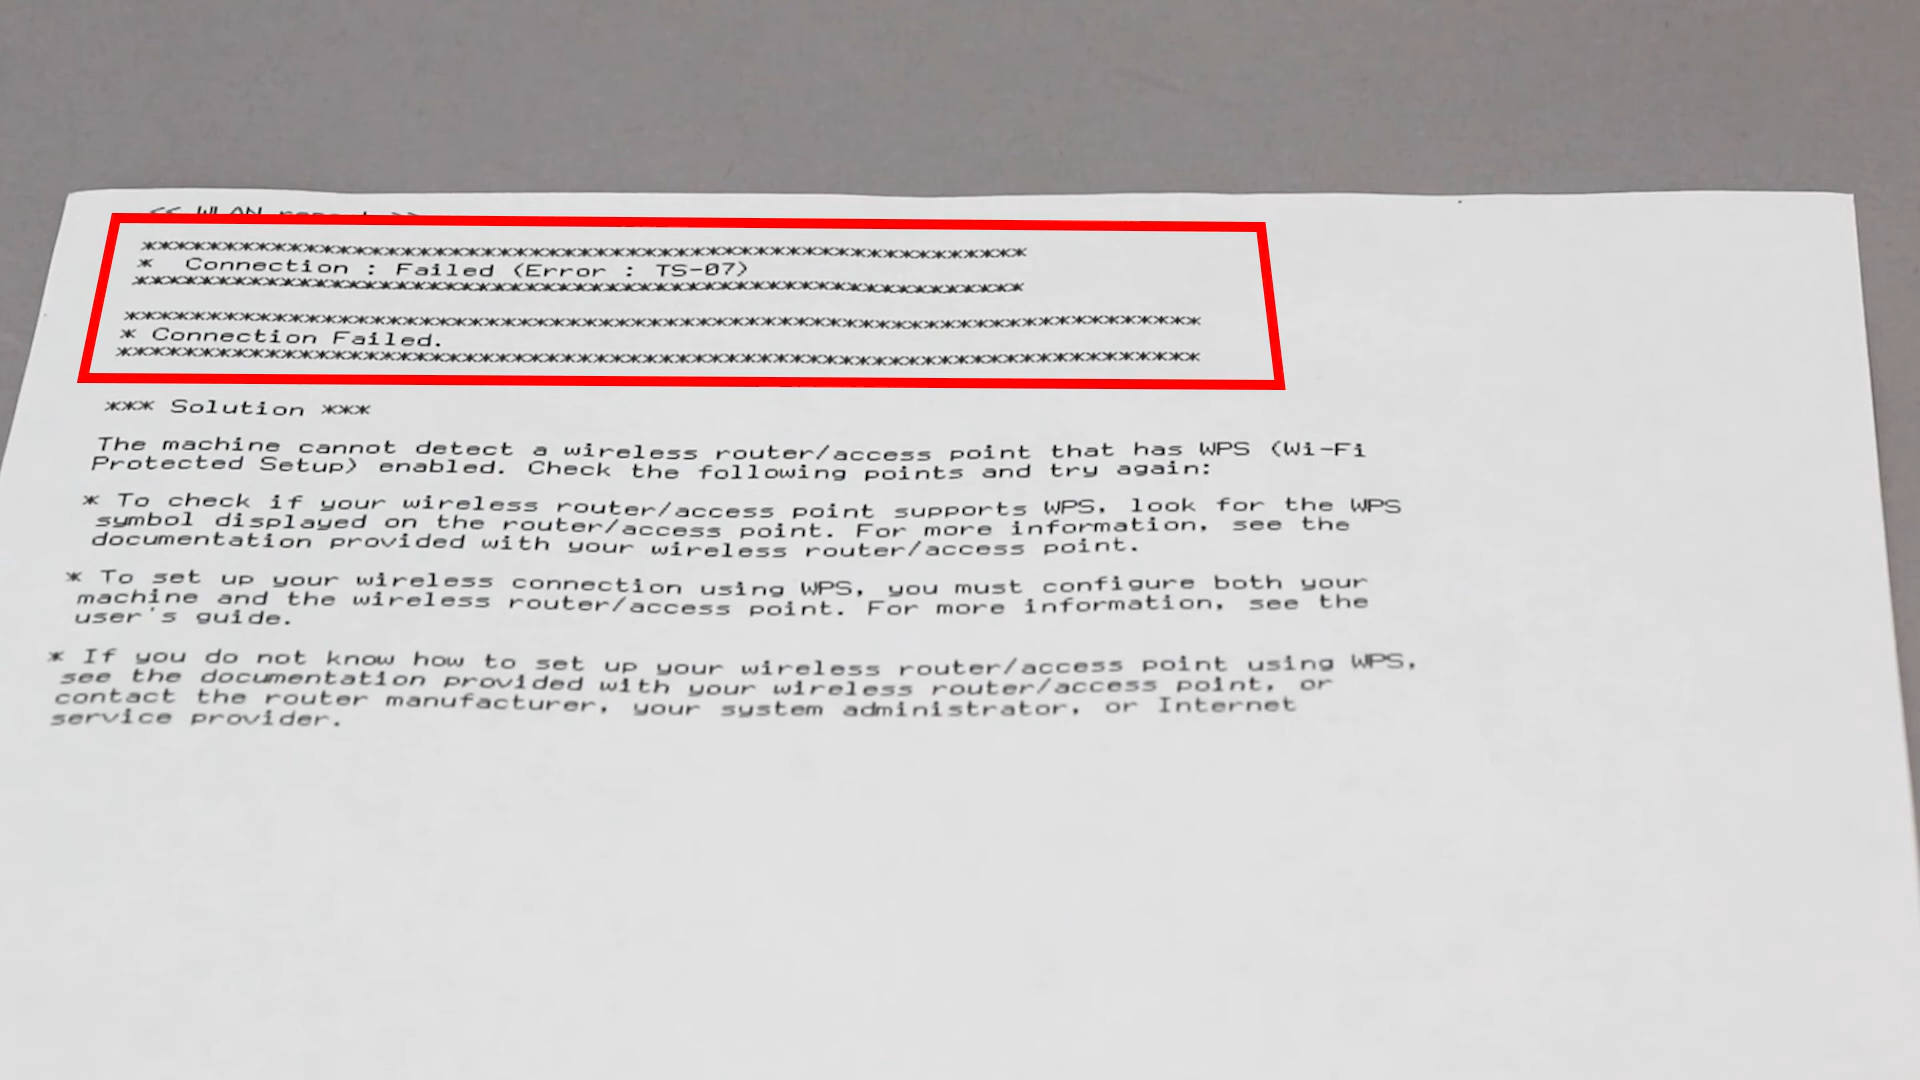 << WLAN report >>
******************************************************
*  Connection : Failed (Error : TS-07)
******************************************************
******************************************************************
* Connection Failed.
******************************************************************
*** Solution ***
The machine cannot detect a wireless router/access point that has WPS (Wi-Fi
Protected Setup) enabled. Check the following points and try again:
* To check if your wireless router/access point supports WPS, look for the WPS
symbol displayed on the router/access point. For more information, see the
documentation provided with your wireless router/access point.
* To set up your wireless connection using WPS, you must configure both your
machine and the wireless router/access point. For more information, see the
user's guide.
* If you do not know how to set up your wireless router/access point using WPS,
see the documentation provided with your wireless router/access point, or
contact the router manufacturer, your system administrator, or Internet
service provider.